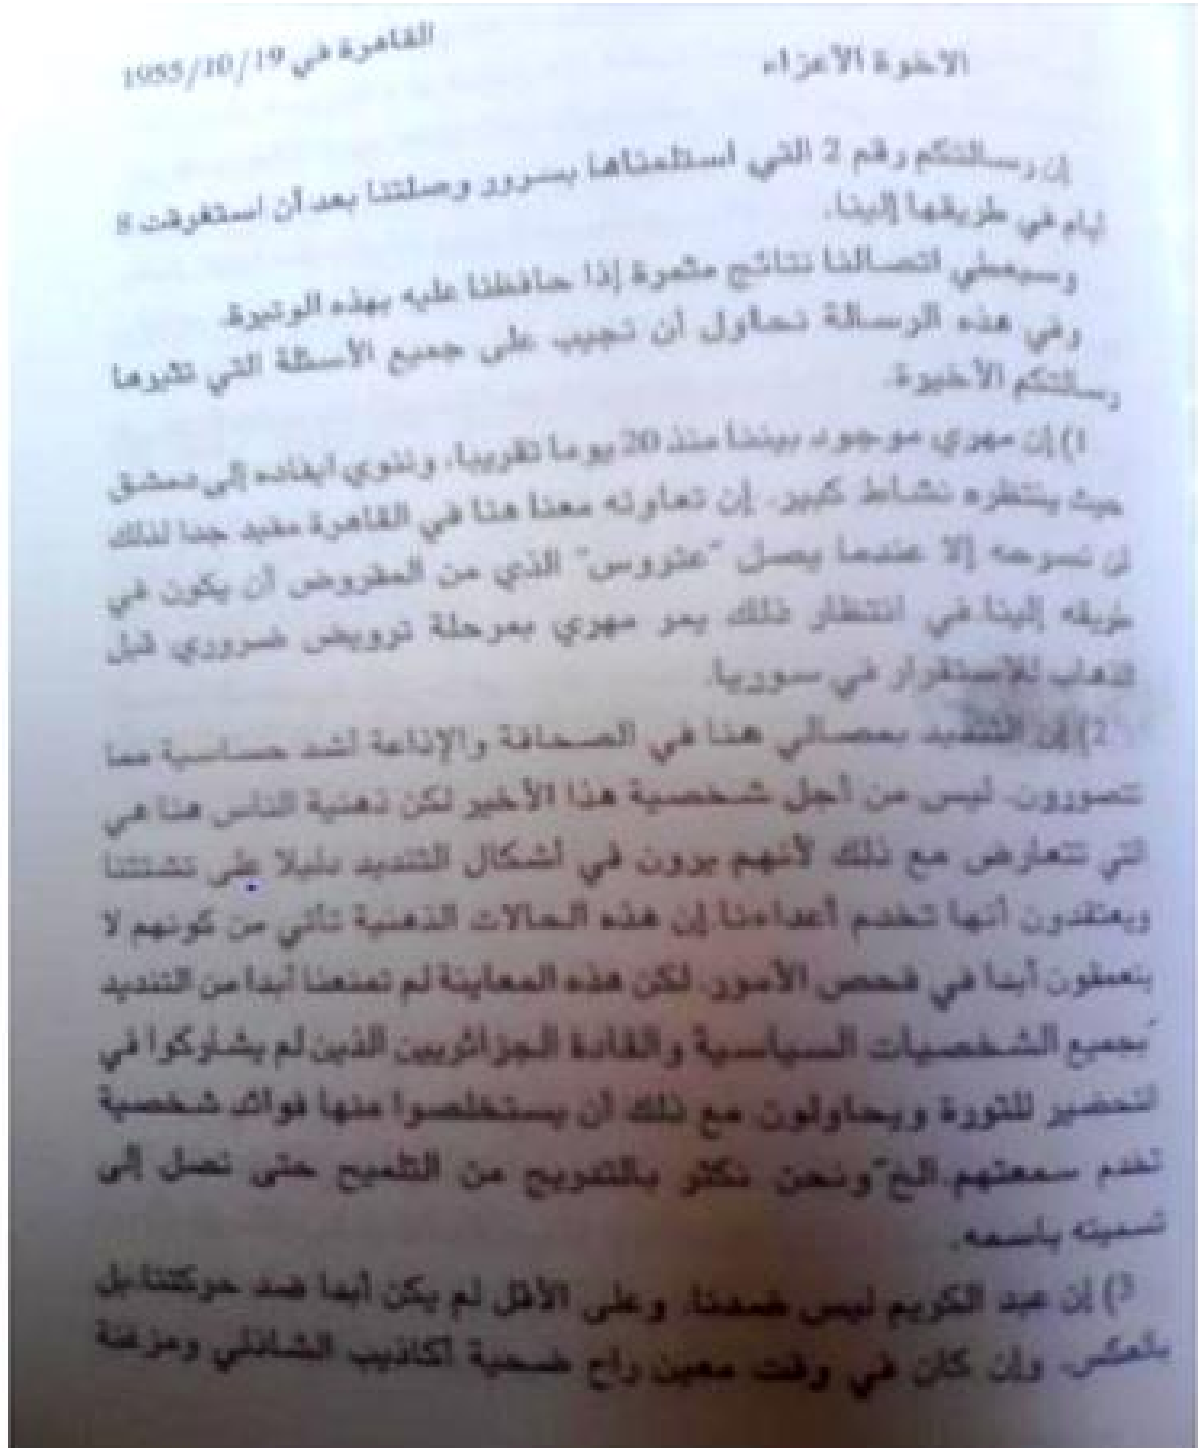 القاهرة في 1955/10/19
الاخوة الأعزاء
إن رسالتكم رقم 2 التي استلمناها بسرور وصلتنا بعد أن استغرقت 8
أيام في طريقها إلينا.
وسيعطي اتصالنا نتائج مثمرة إذا حافظنا عليه بهذه الوتيرة.
وفي هذه الرسالة نحاول أن نجيب على جميع الأسئلة التي تثيرها
رسالتكم الأخيرة.
1) إن مهري موجود بيننا منذ 20 يوما تقريبا، وننوي ايفاده إلى دمشق
حيث ينتظره نشاط كبير. إن تعاونه معنا هنا في القاهرة مفيد جدا لذلك
لن نسرحه إلا عندما يصل "عتروس" الذي من المفروض أن يكون في
طريقه إلينا.في انتظار ذلك يمر مهري بمرحلة ترويض ضروري قبل
الذهاب للإستقرار في سوريا.
2) إن التنديد بمصالي هنا في الصحافة والإذاعة أشد حساسية مما
تتصورون. ليس من أجل شخصية هذا الأخير لكن ذهنية الناس هنا هي
التي تتعارض مع ذلك لأنهم يرون في أشكال التنديد دليلا على تشتتنا
ويعتقدون أنها تخدم أعداءنا.إن هذه الحالات الذهنية تأتي من كونهم لا
يتعمقون أبدا في فحص الأمور. لكن هذه المعاينة لم تمنعنا أبدا من التنديد
"بجميع الشخصيات السياسية والقادة الجزائريين الذين لم يشاركوا في
التحضير للثورة ويحاولون مع ذلك أن يستخلصوا منها فوائد شخصية
تخدم سمعتهم.الخ"ونحن نكثر بالتدريج من التلميح حتى نصل إلى
تسميته باسمه.
3) إن عبد الكريم ليس ضدنا. وعلى الأقل لم يكن أبدا ضد حركتنا.بل
بالعكس. وإن كان في وقت معين راح ضحية أكاذيب الشاذلي ومزغنة